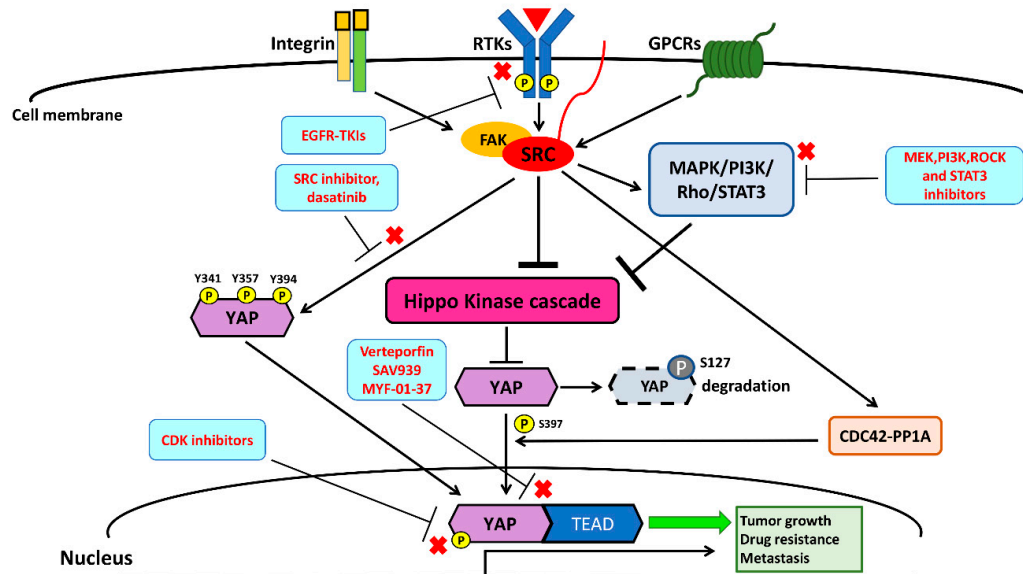 Integrin
RTKs
GPCRs
Cell membrane
P
P
EGFR-TKIs
FAK
SRC
MAPK/PI3K/
Rho/STAT3
MEK,PI3K,ROCK
and STAT3
inhibitors
SRC inhibitor,
dasatinib
Y341
Y357
Y394
P
P
P
YAP
Hippo Kinase cascade
Verteporfin
SAV939
MYF-01-37
YAP
P
S127
YAP
degradation
P
S397
CDC42-PP1A
CDK inhibitors
YAP
TEAD
P
Tumor growth
Drug resistance
Metastasis
Nucleus